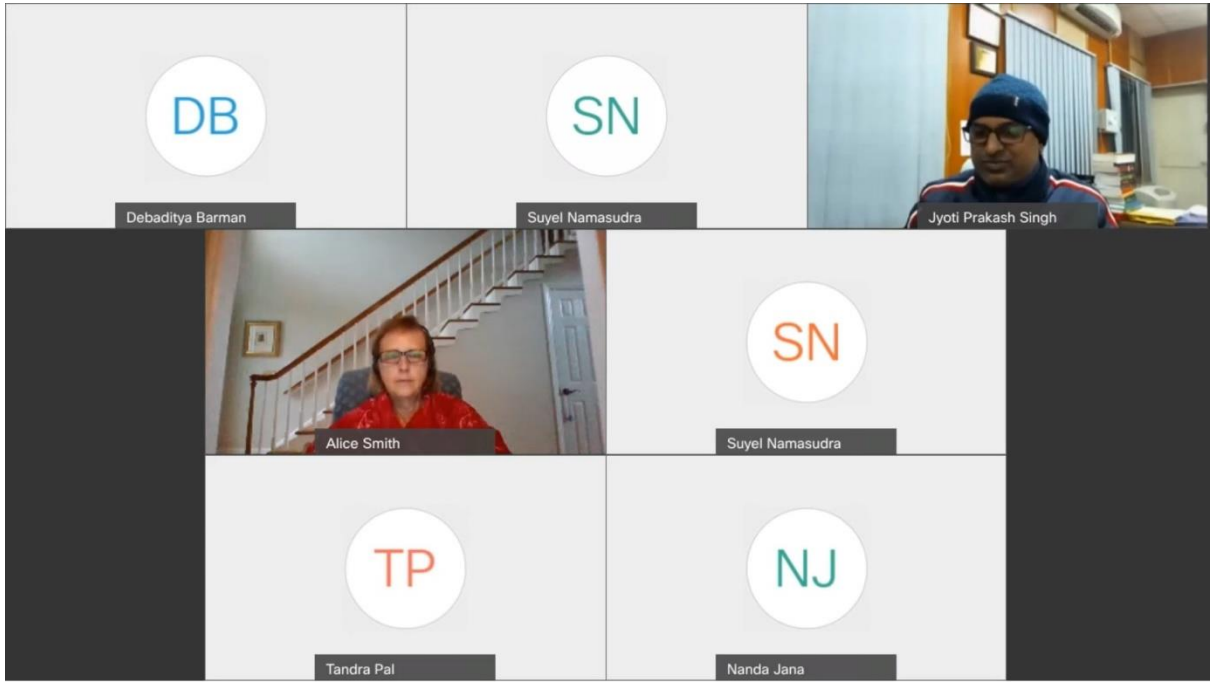 DB
SN
Debaditya Barman
Suyel Namasudra
Jyoti Prakash Singh
SN
Alice Smith
Suyel Namasudra
TP
NJ
Tandra Pal
Nanda Jana